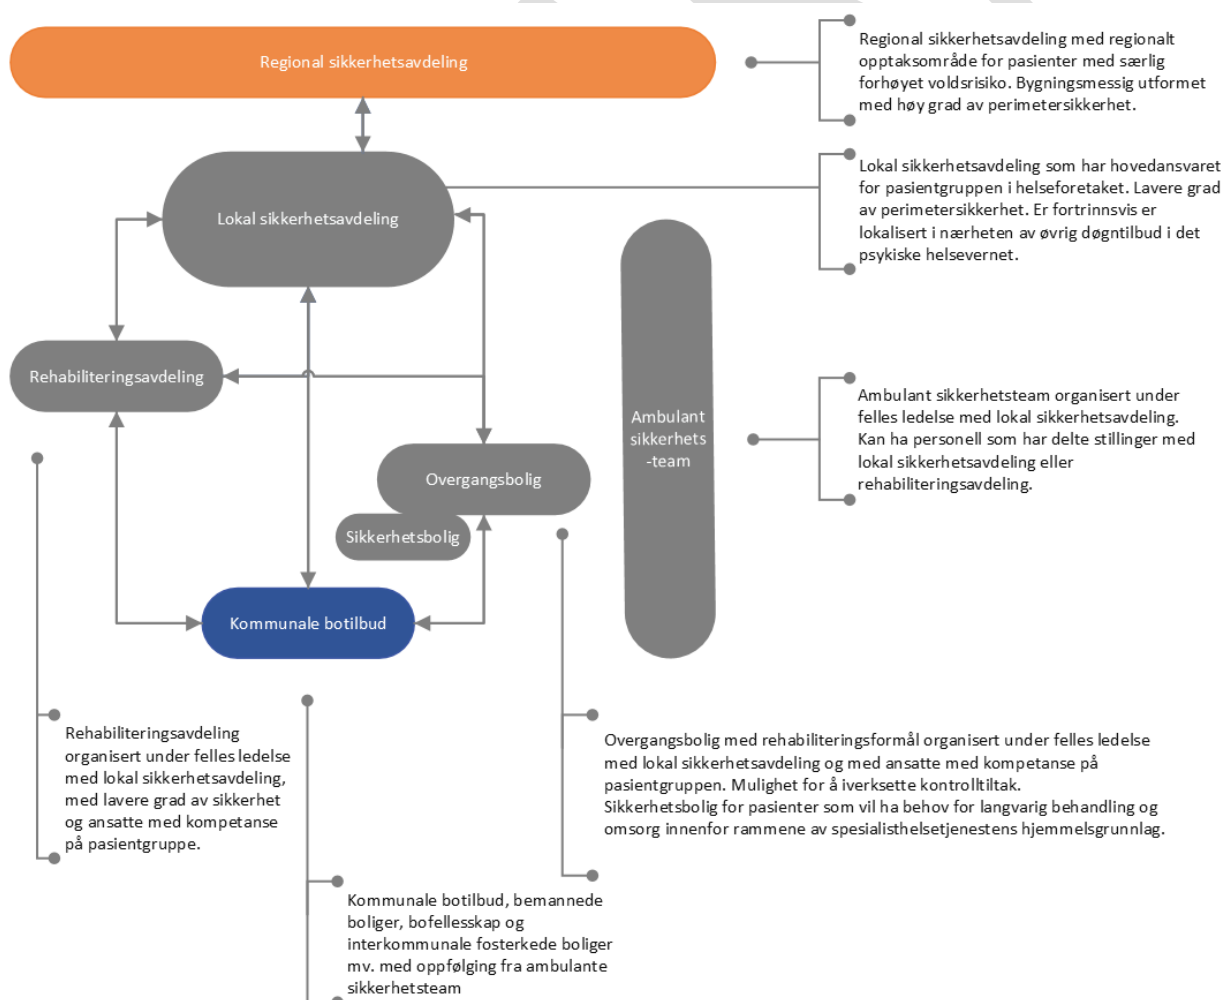 Regional sikkerhetsavdeling
Regional sikkerhetsavdeling med regionalt
opptaksområde for pasienter med særlig
forhøyet voldsrisiko. Bygningsmessig utformet
med høy grad av perimetersikkerhet.
Lokal sikkerhetsavdeling
Lokal sikkerhetsavdeling som har hovedansvaret
for pasientgruppen i helseforetaket. Lavere grad
av perimetersikkerhet. Er fortrinnsvis er
lokalisert i nærheten av øvrig døgntilbud i det
psykiske helsevernet.
Rehabiliteringsavdeling
Ambulant
sikkerhets
-team
Ambulant sikkerhetsteam organisert under
felles ledelse med lokal sikkerhetsavdeling.
Kan ha personell som har delte stillinger med
lokal sikkerhetsavdeling eller
rehabiliteringsavdeling.
Overgangsbolig
Sikkerhetsbolig
Kommunale botilbud
Rehabiliteringsavdeling
organisert under felles ledelse
med lokal sikkerhetsavdeling,
med lavere grad av sikkerhet
og ansatte med kompetanse
på pasientgruppe.
Overgangsbolig med rehabiliteringsformål organisert under felles ledelse
med lokal sikkerhetsavdeling og med ansatte med kompetanse på
pasientgruppen. Mulighet for å iverksette kontrolltiltak.
Sikkerhetsbolig for pasienter som vil ha behov for langvarig behandling og
omsorg innenfor rammene av spesialisthelsetjenestens hjemmelsgrunnlag.
Kommunale botilbud, bemannede
boliger, bofellesskap og
interkommunale fosterkede boliger
mv. med oppfølging fra ambulante
sikkerhetsteam